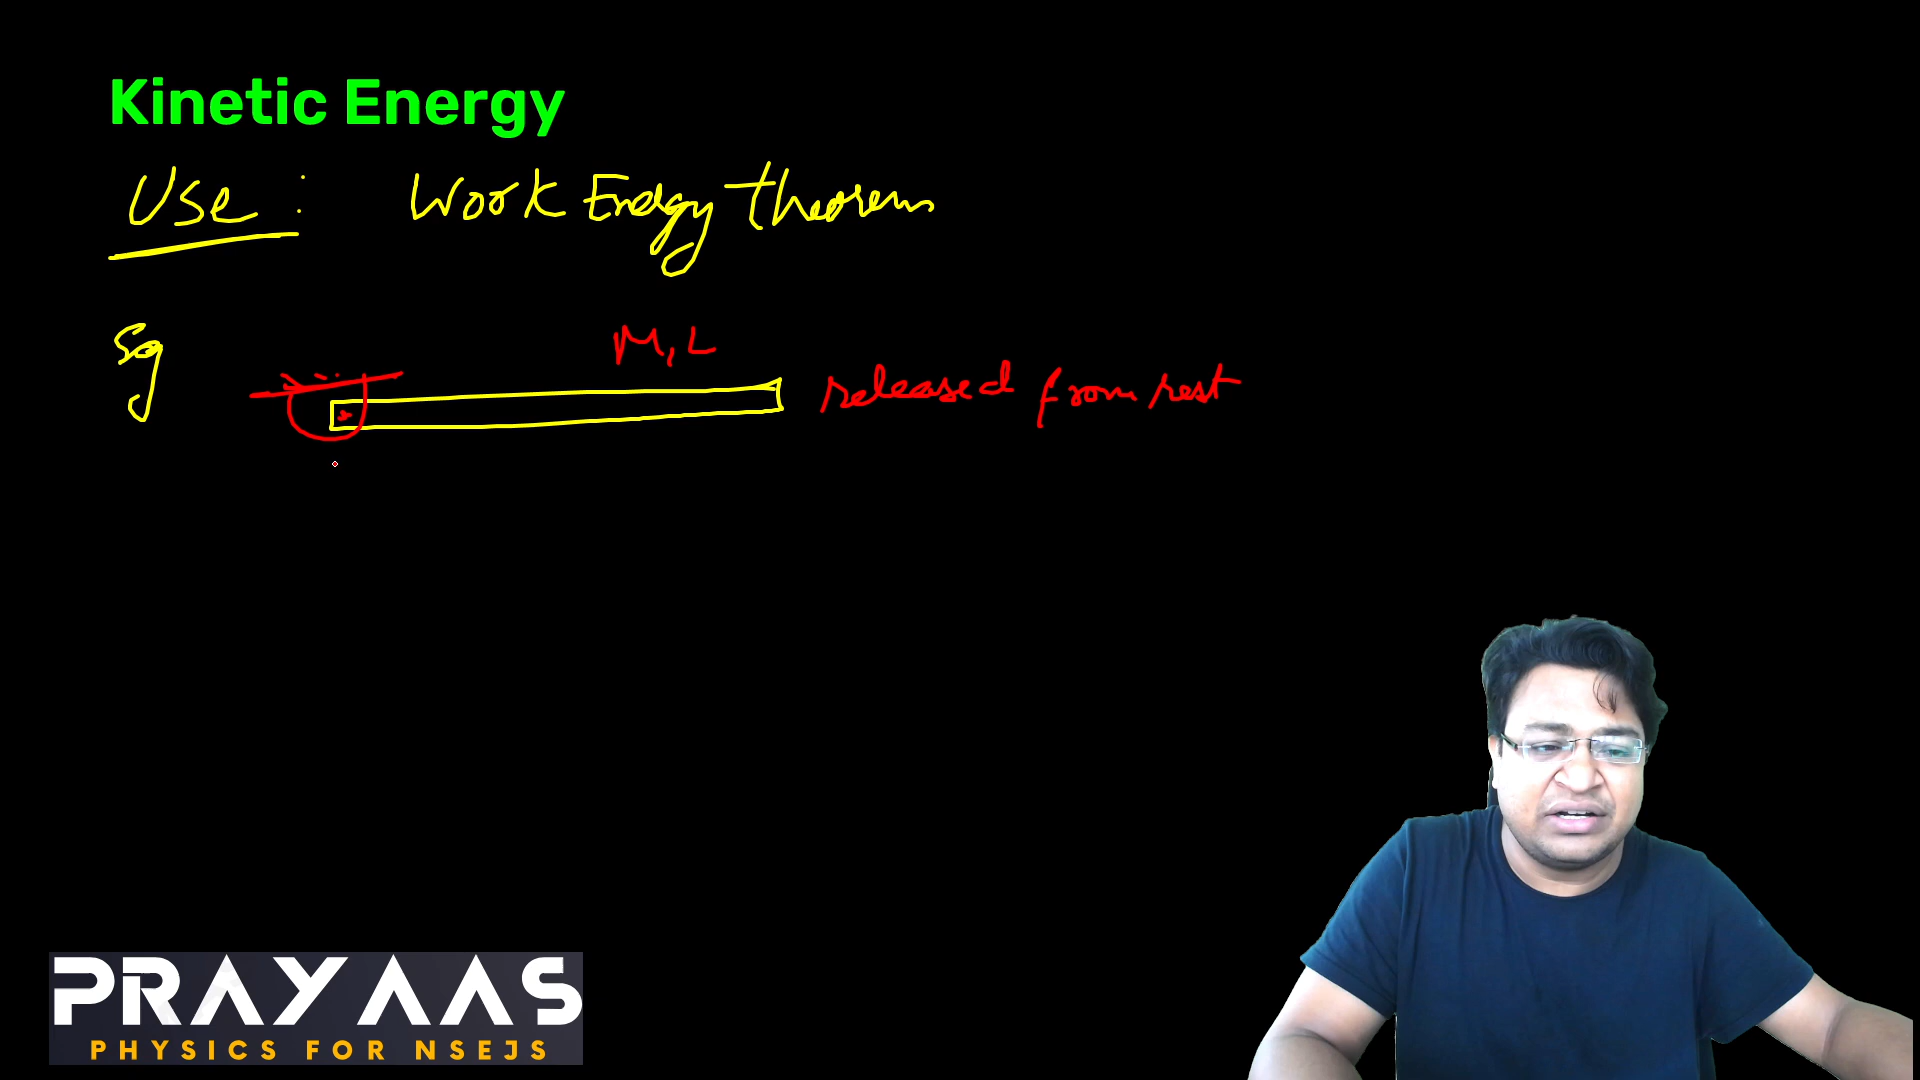 Kinetic Energy
Use : Work Energy theorem
Eg
M, L
released from rest
PRAYAAS
PHYSICS FOR NSEJS